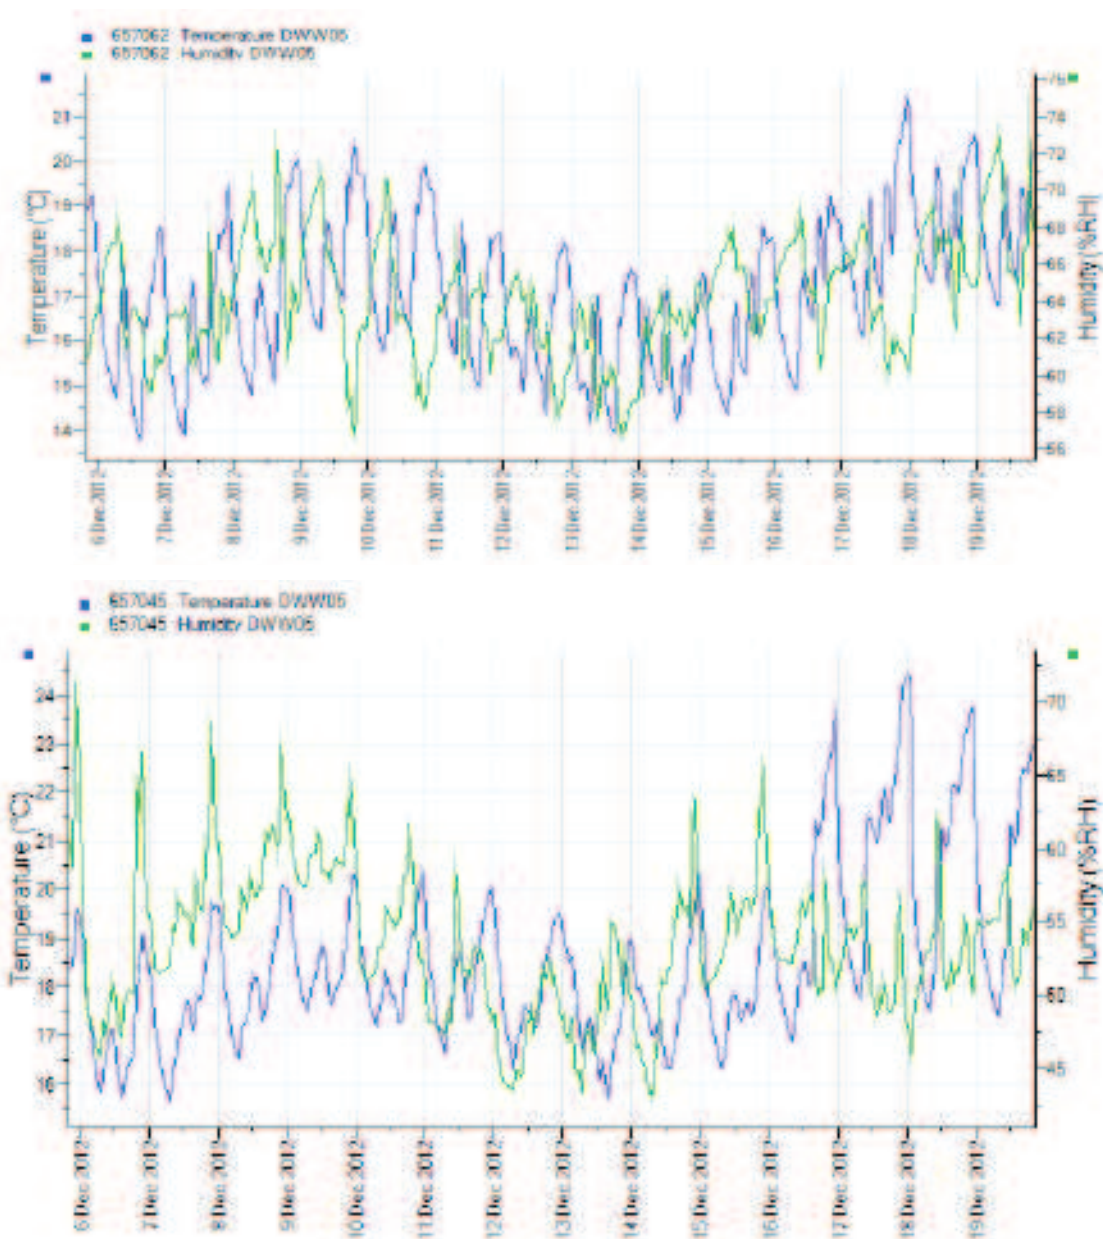 657062 Temperature DWW05
657062 Humidity DWW05
Temperature (°C)
21
20
19
18
17
16
15
14
Humidity (%RH)
76
74
72
70
68
66
64
62
60
58
56
6 Dec 2012
7 Dec 2012
8 Dec 2012
9 Dec 2012
10 Dec 2012
11 Dec 2012
12 Dec 2012
13 Dec 2012
14 Dec 2012
15 Dec 2012
16 Dec 2012
17 Dec 2012
18 Dec 2012
19 Dec 2012
657045 Temperature DWW05
657045 Humidity DWW05
Temperature (°C)
24
23
22
21
20
19
18
17
16
Humidity (%RH)
70
65
60
55
50
45
6 Dec 2012
7 Dec 2012
8 Dec 2012
9 Dec 2012
10 Dec 2012
11 Dec 2012
12 Dec 2012
13 Dec 2012
14 Dec 2012
15 Dec 2012
16 Dec 2012
17 Dec 2012
18 Dec 2012
19 Dec 2012